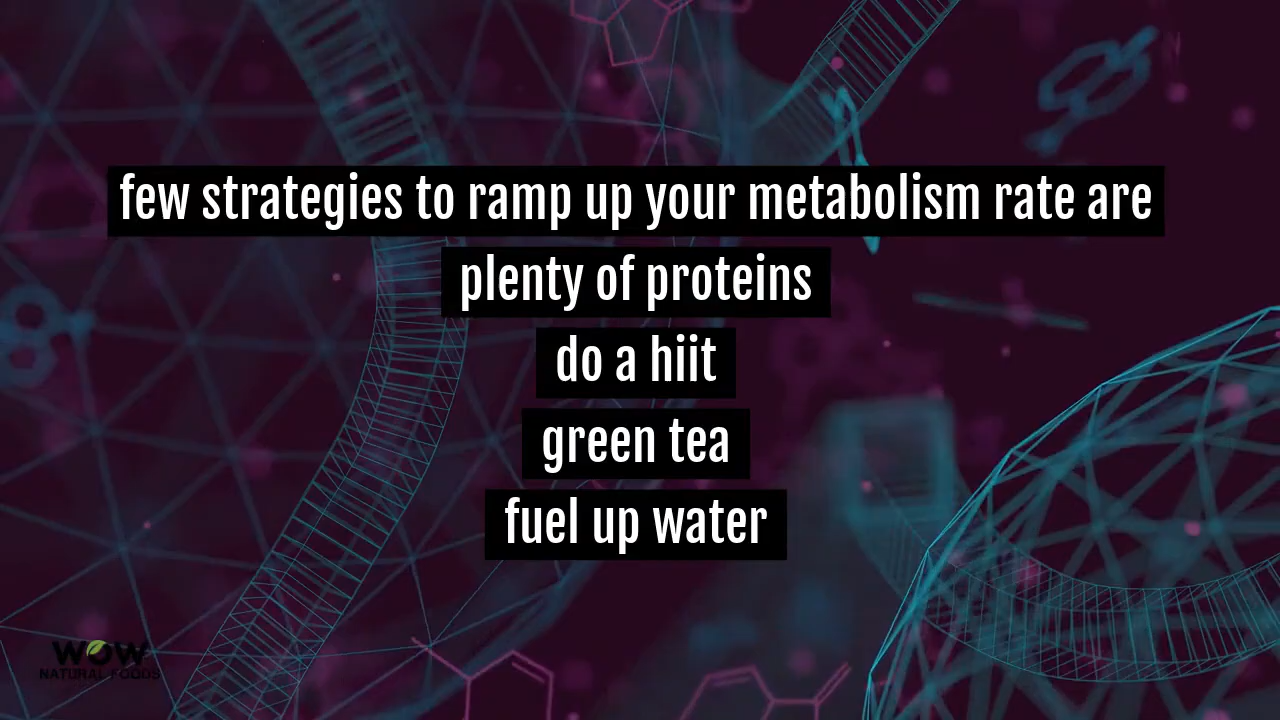 few strategies to ramp up your metabolism rate are
plenty of proteins
do a hiit
green tea
fuel up water
WOW
NATURAL FOODS